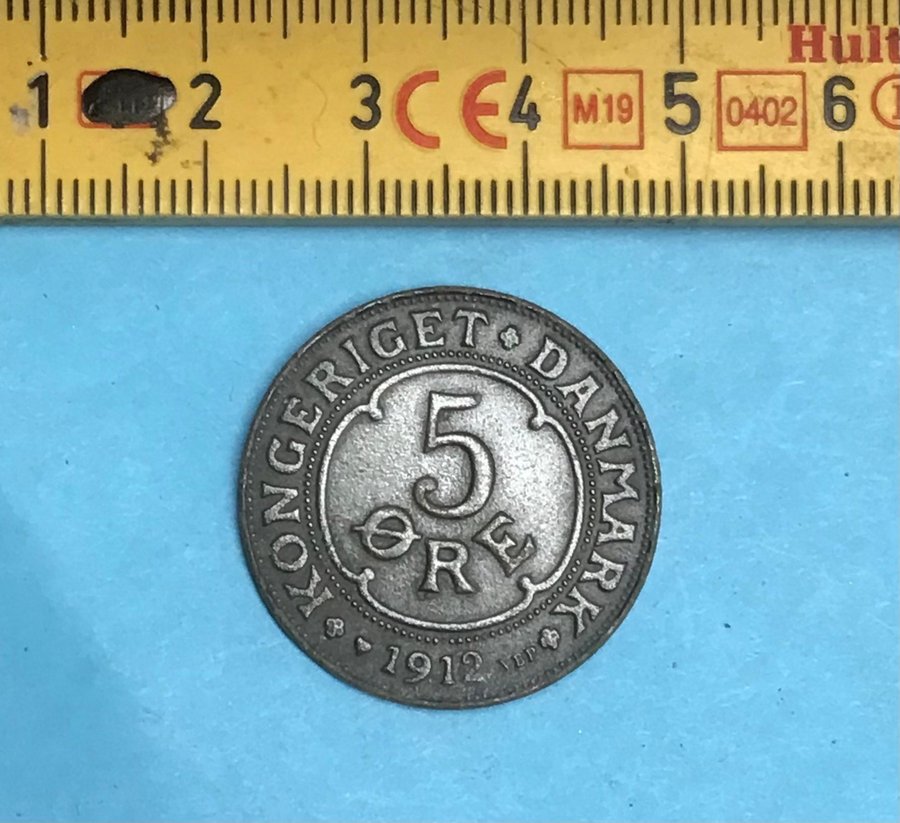 Hult
1 2 3 CE 4 M19 5 0402 6
KONGERIGET DANMARK
5
ØRE
1912 VBP